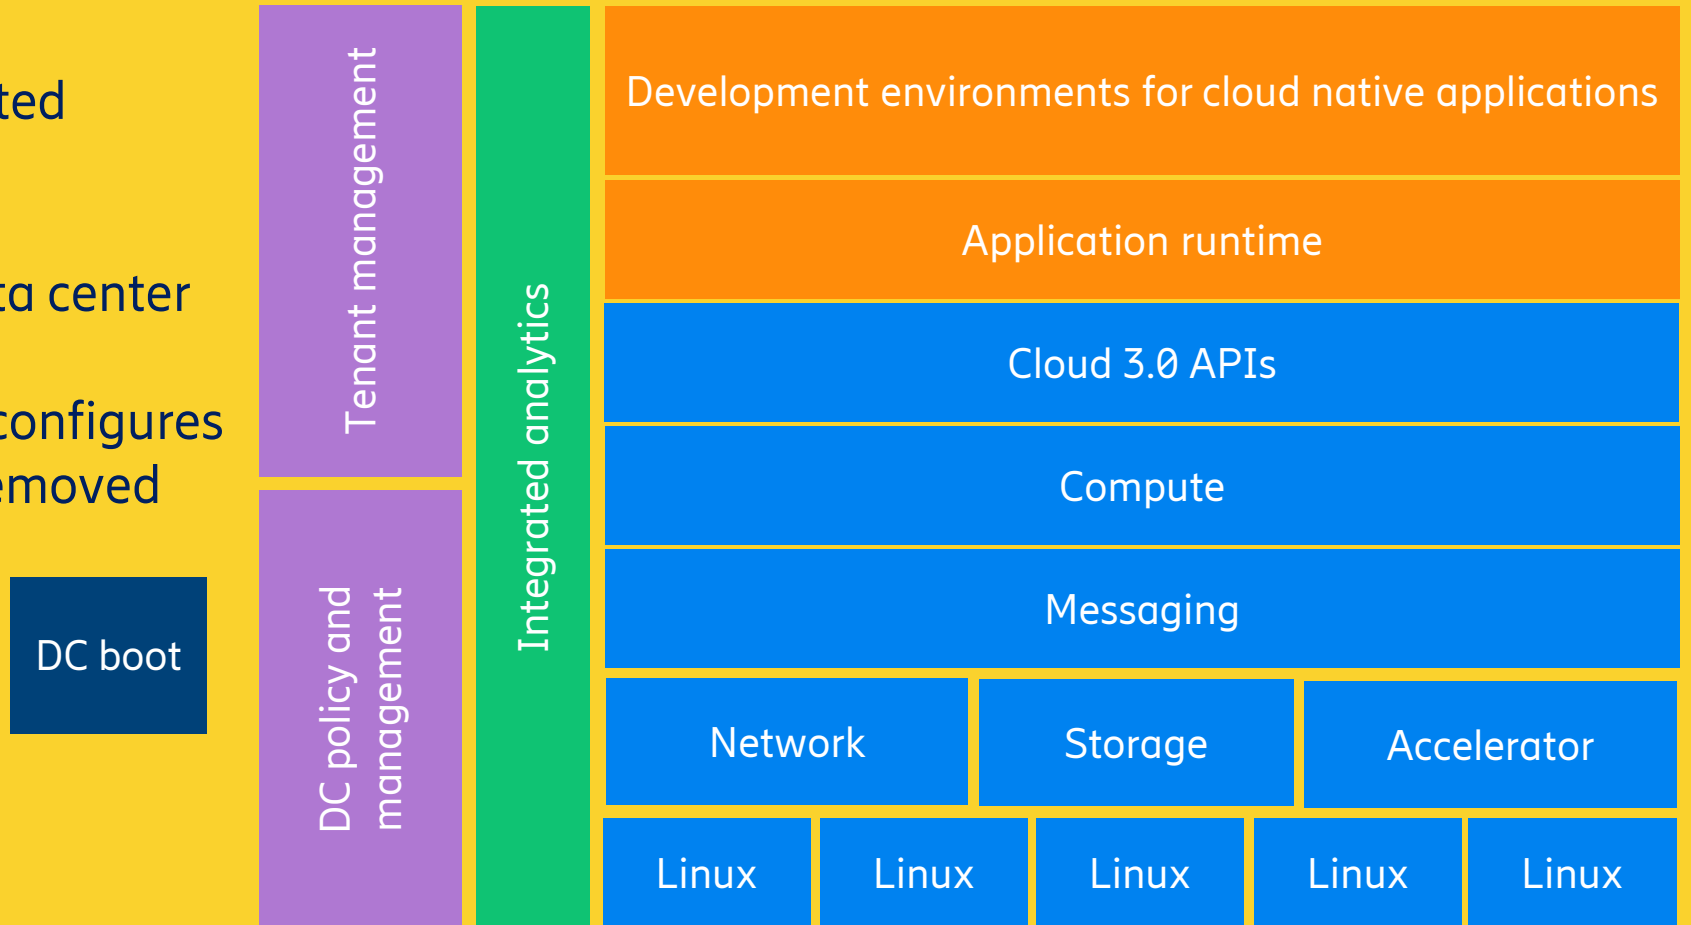 ted
ta center
configures
emoved
DC boot
Tenant management
DC policy and
management
Integrated analytics
Development environments for cloud native applications
Application runtime
Cloud 3.0 APIs
Compute
Messaging
Network
Storage
Accelerator
Linux
Linux
Linux
Linux
Linux